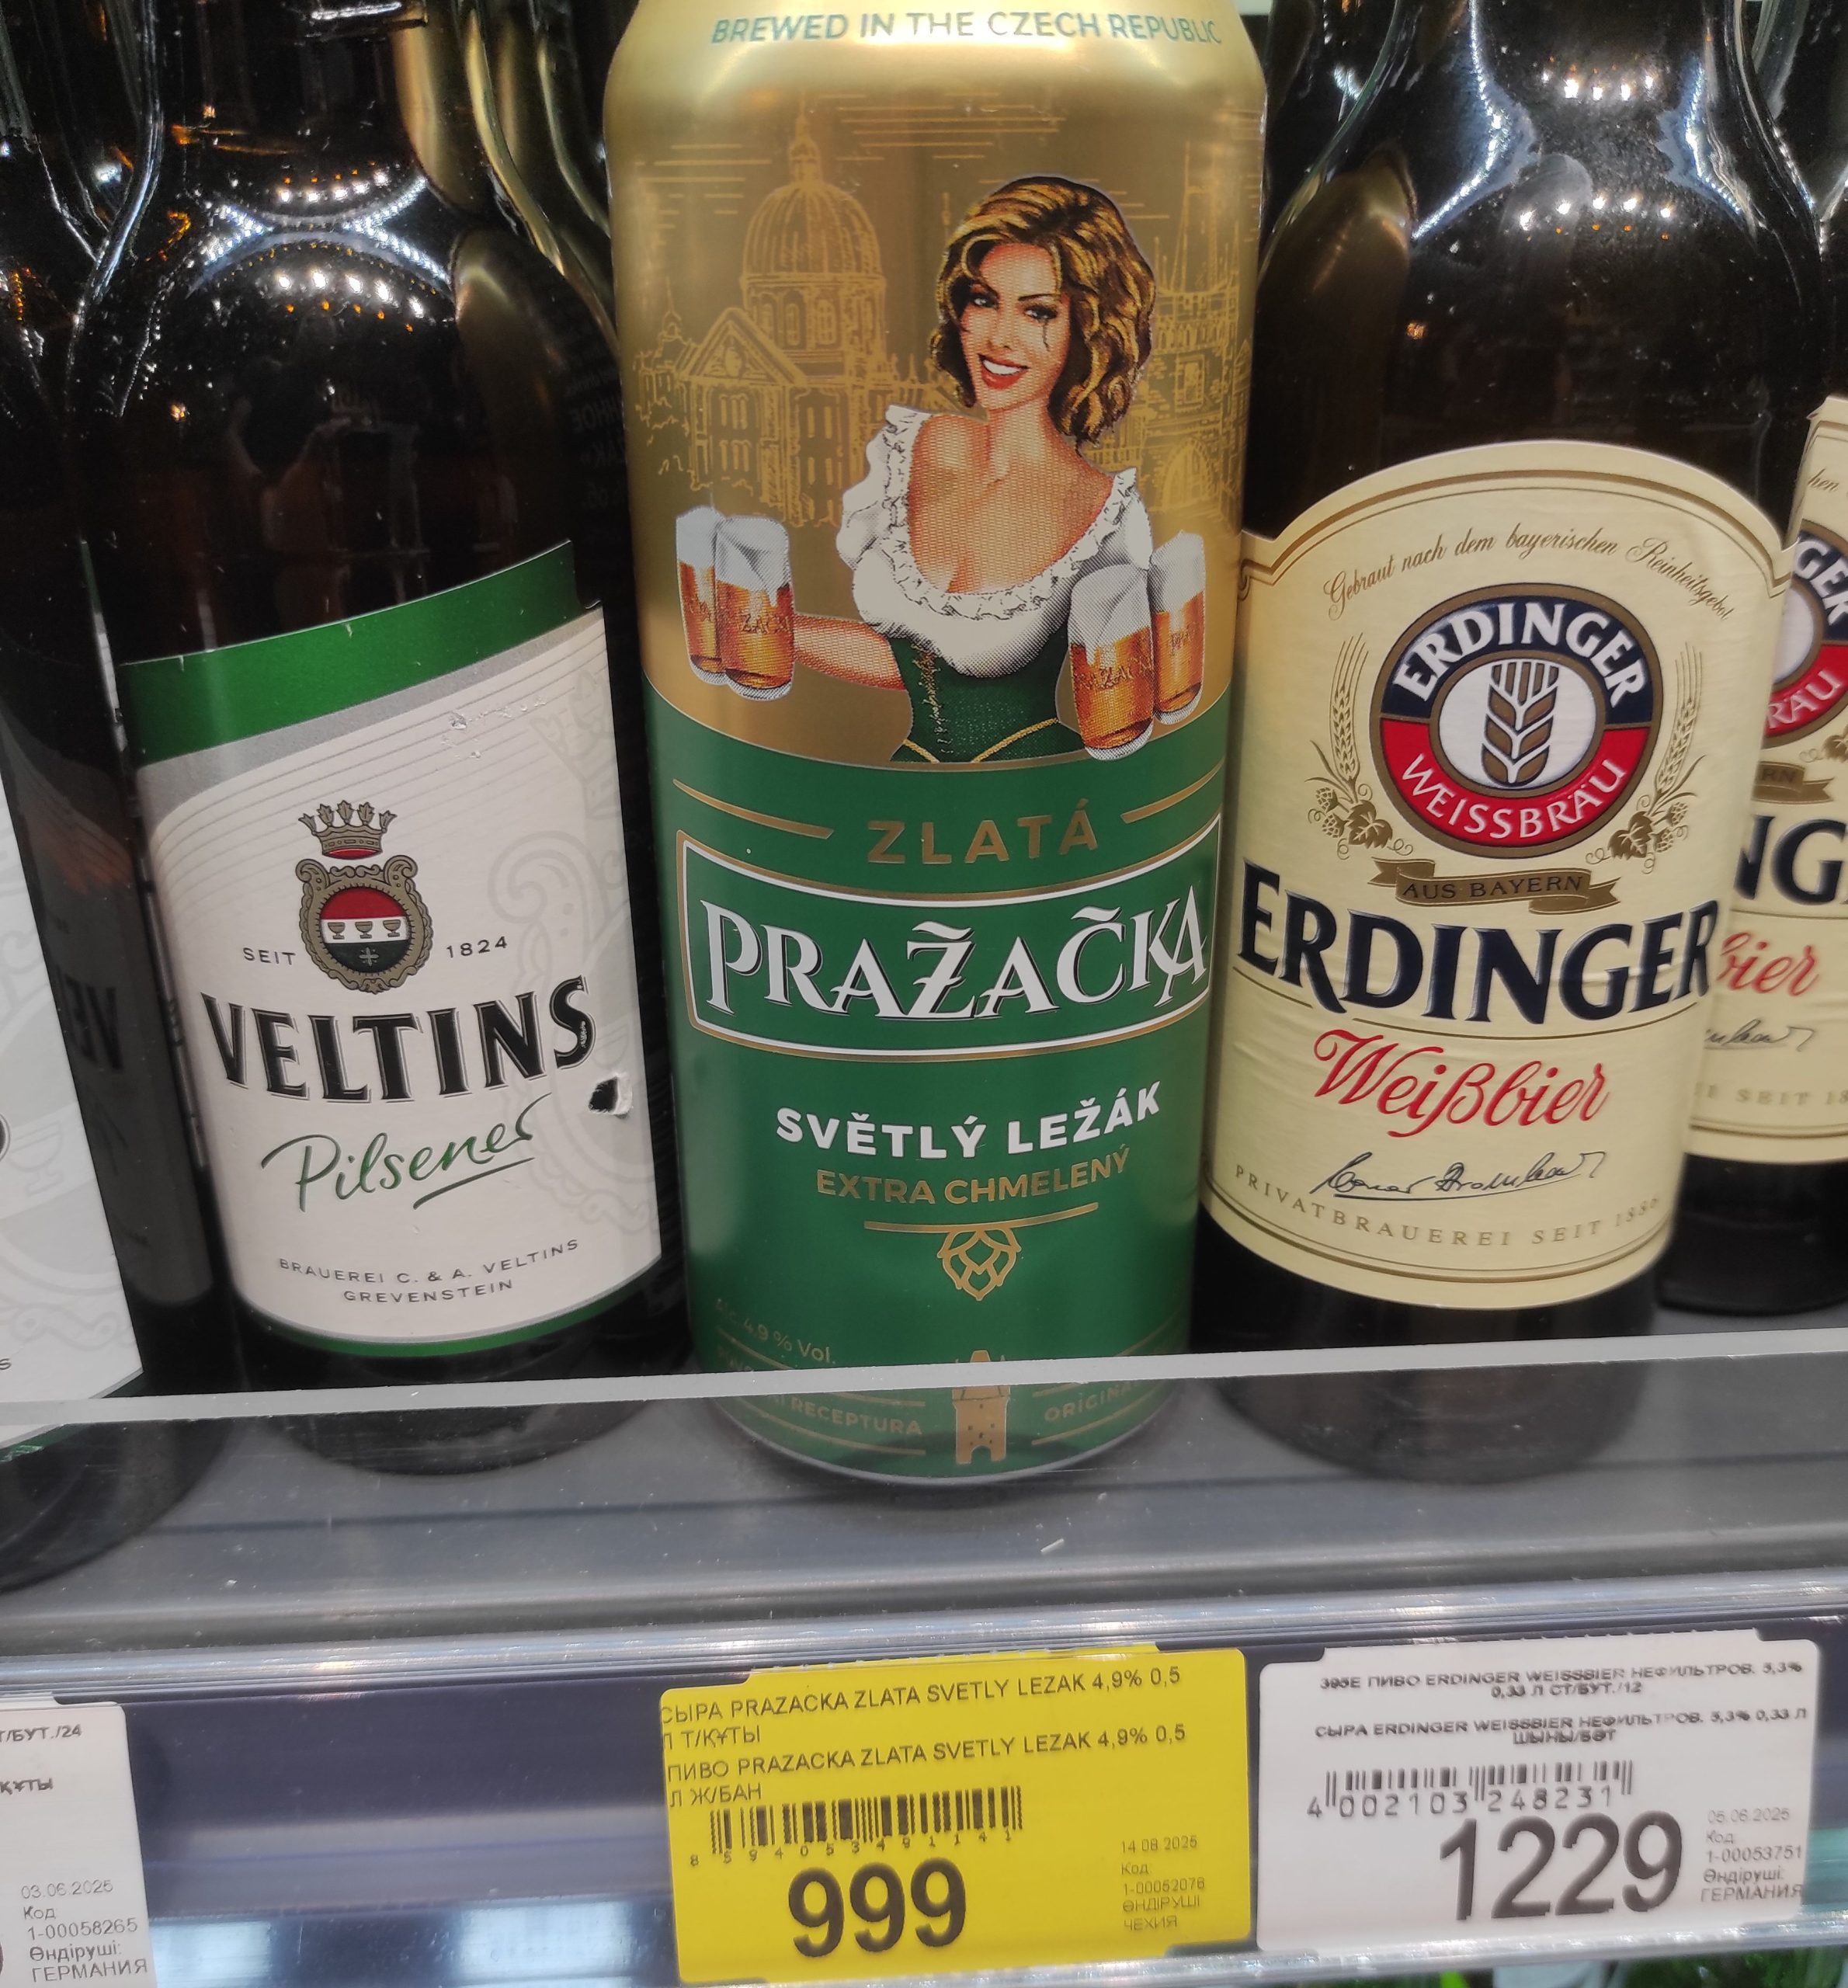 BREWED IN THE CZECH REPUBLIC
ZLATÁ
PRAŽAČKA
SVĚTLÝ LEŽÁK
EXTRA CHMELENÝ
Alc. 4,9 % Vol.
RECEPTURA
SEIT 1824
VELTINS
Pilsener
BRAUEREI C. & A. VELTINS
GREVENSTEIN
Gebraut nach dem bayerischen Reinheitsgebot
ERDINGER
WEISSBRÄU
AUS BAYERN
ERDINGER
Weißbier
PRIVATBRAUEREI SEIT 1886
Т/БУТ./24
ҚҰТЫ
03.06.2025
Код
1-00058265
Өндіруші:
ГЕРМАНИЯ
СЫРА PRAZACKA ZLATA SVETLY LEZAK 4,9% 0,5
Л Т/ҚҰТЫ
ПИВО PRAZACKA ZLATA SVETLY LEZAK 4,9% 0,5
Л Ж/БАН
8594053491141
999
14.08.2025
Код
1-00052076
ӨНДІРУШІ
ЧЕХИЯ
395Е ПИВО ERDINGER WEISSBIER НЕФИЛЬТРОВ. 5,3%
0,33 Л СТ/БУТ./12
СЫРА ERDINGER WEISSBIER НЕФИЛЬТРОВ. 5,3% 0,33 Л
ШЫНЫ/БӨТ
4002103248231
1229
05.06.2025
Код:
1-00053751
Өндіруші:
ГЕРМАНИЯ